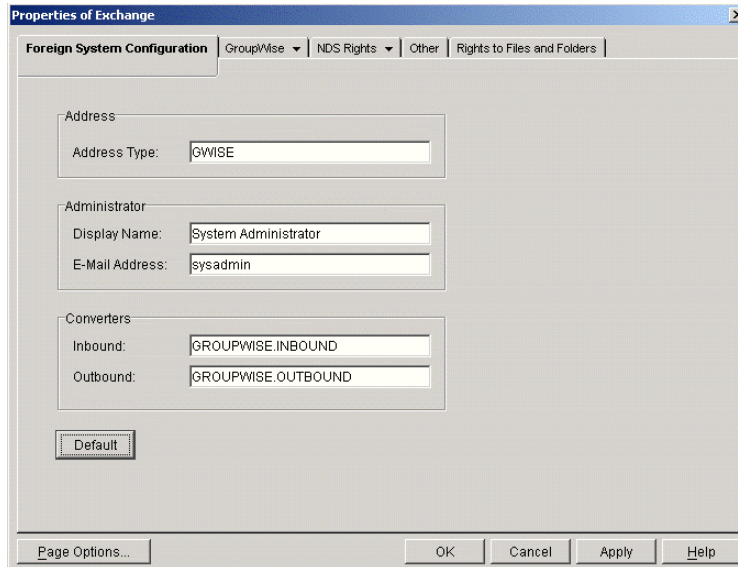 Properties of Exchange
Foreign System Configuration GroupWise NDS Rights Other Rights to Files and Folders
Address
Address Type: GWISE
Administrator
Display Name: System Administrator
E-Mail Address: sysadmin
Converters
Inbound: GROUPWISE.INBOUND
Outbound: GROUPWISE.OUTBOUND
Default
Page Options... OK Cancel Apply Help